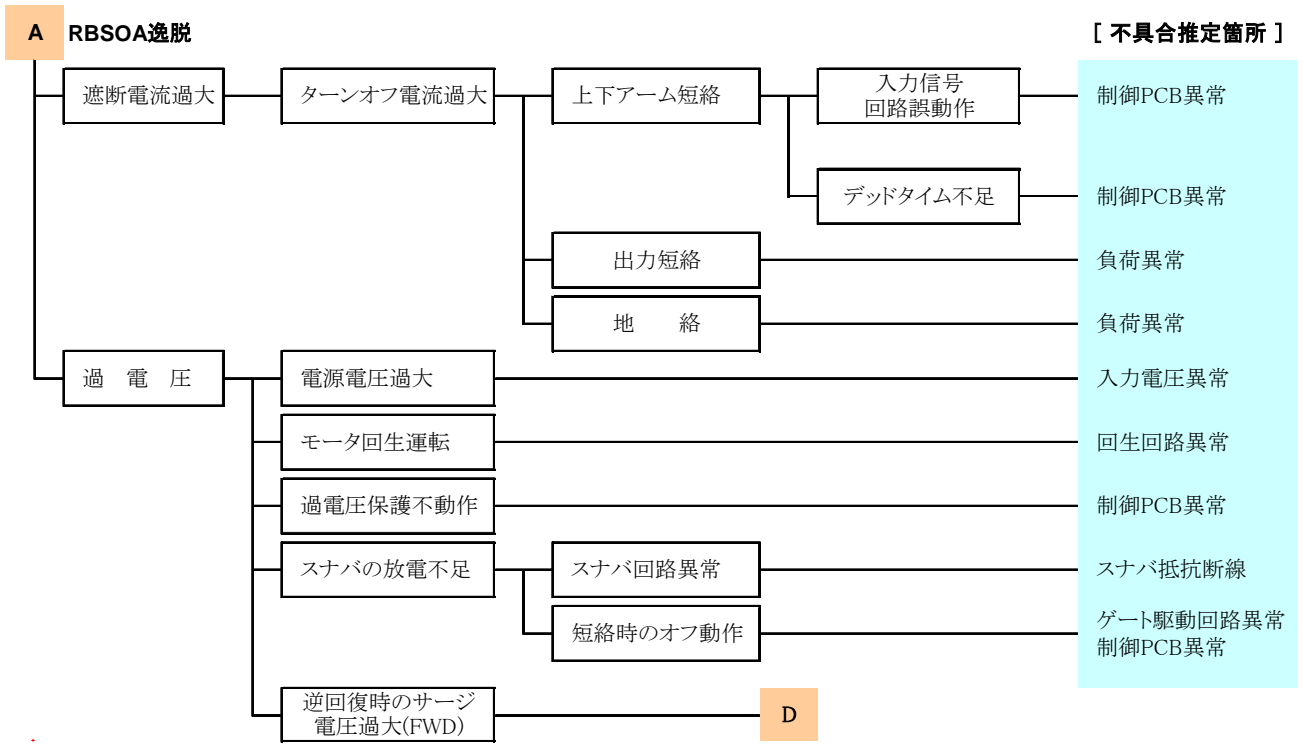 A RBSOA逸脱
[ 不具合推定箇所 ]
遮断電流過大
ターンオフ電流過大
上下アーム短絡
入力信号
回路誤動作
制御PCB異常
デッドタイム不足
制御PCB異常
出力短絡
負荷異常
地　絡
負荷異常
過 電 圧
電源電圧過大
入力電圧異常
モータ回生運転
回生回路異常
過電圧保護不動作
制御PCB異常
スナバの放電不足
スナバ回路異常
スナバ抵抗断線
短絡時のオフ動作
ゲート駆動回路異常
制御PCB異常
逆回復時のサージ
電圧過大(FWD)
D